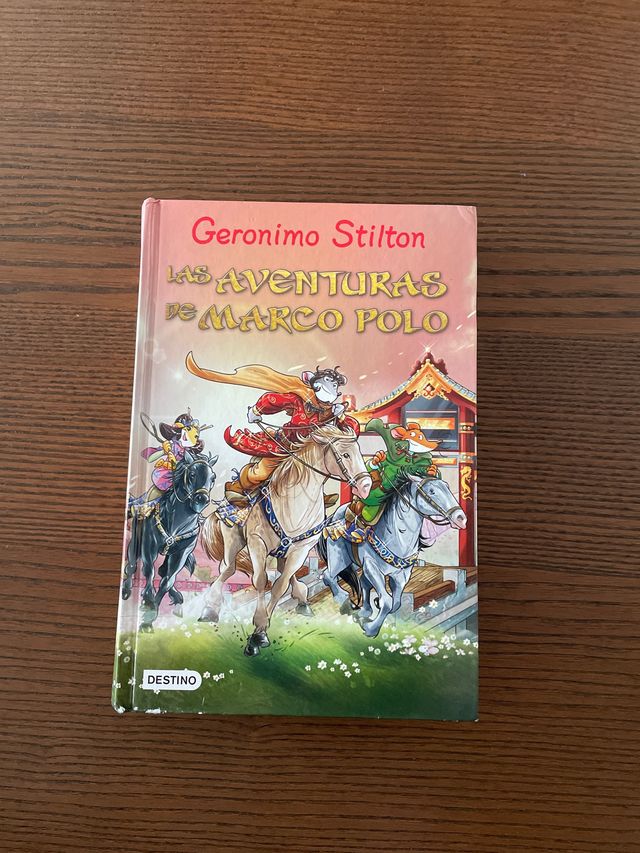 Geronimo Stilton
LAS AVENTURAS
DE MARCO POLO
DESTINO